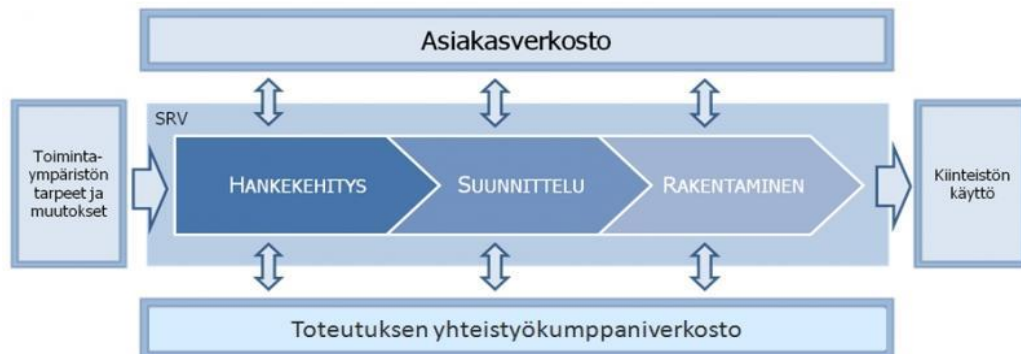 Asiakasverkosto
SRV
Toiminta-
ympäristön
tarpeet ja
muutokset
HANKEKEHITYS
SUUNNITTELU
RAKENTAMINEN
Kiinteistön
käyttö
Toteutuksen yhteistyökumppaniverkosto